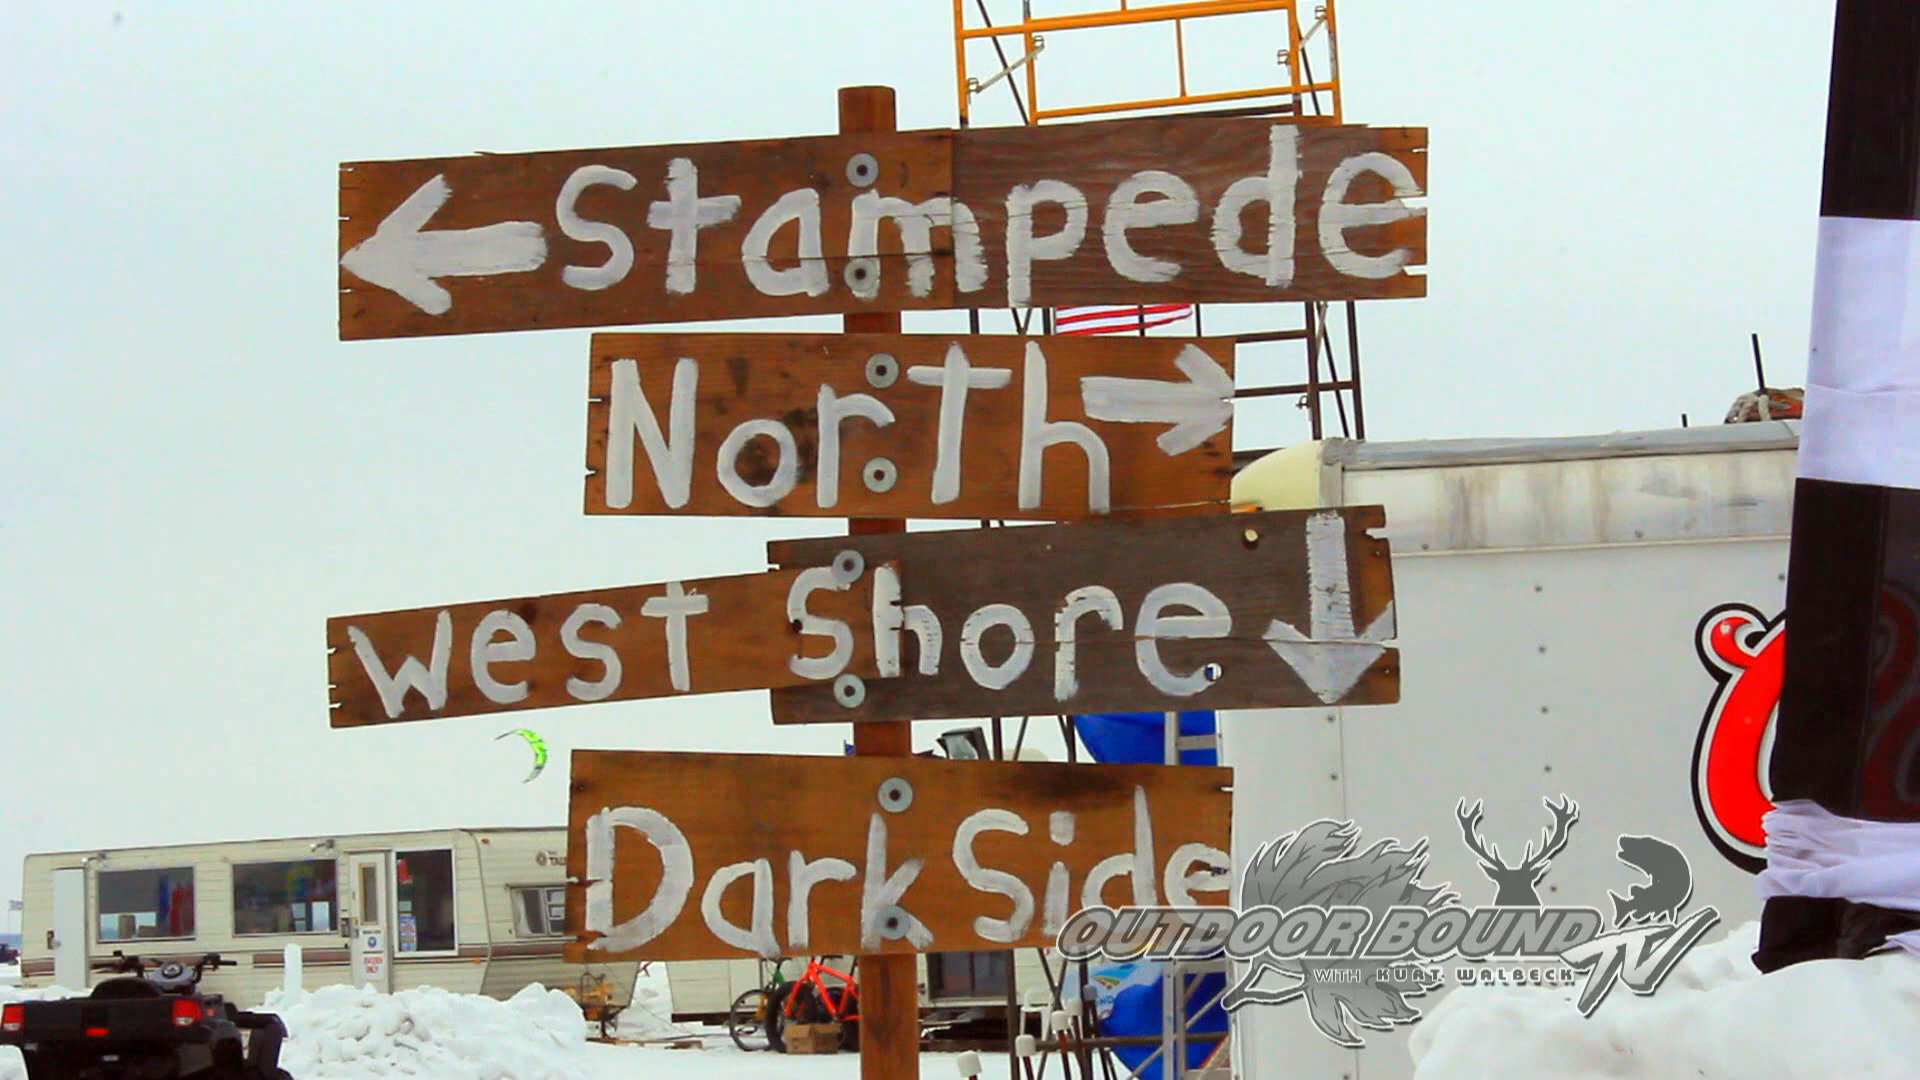 Stampede
North
West Shore
Dark Side
OUTDOOR BOUND TV
WITH KURT WALBECK